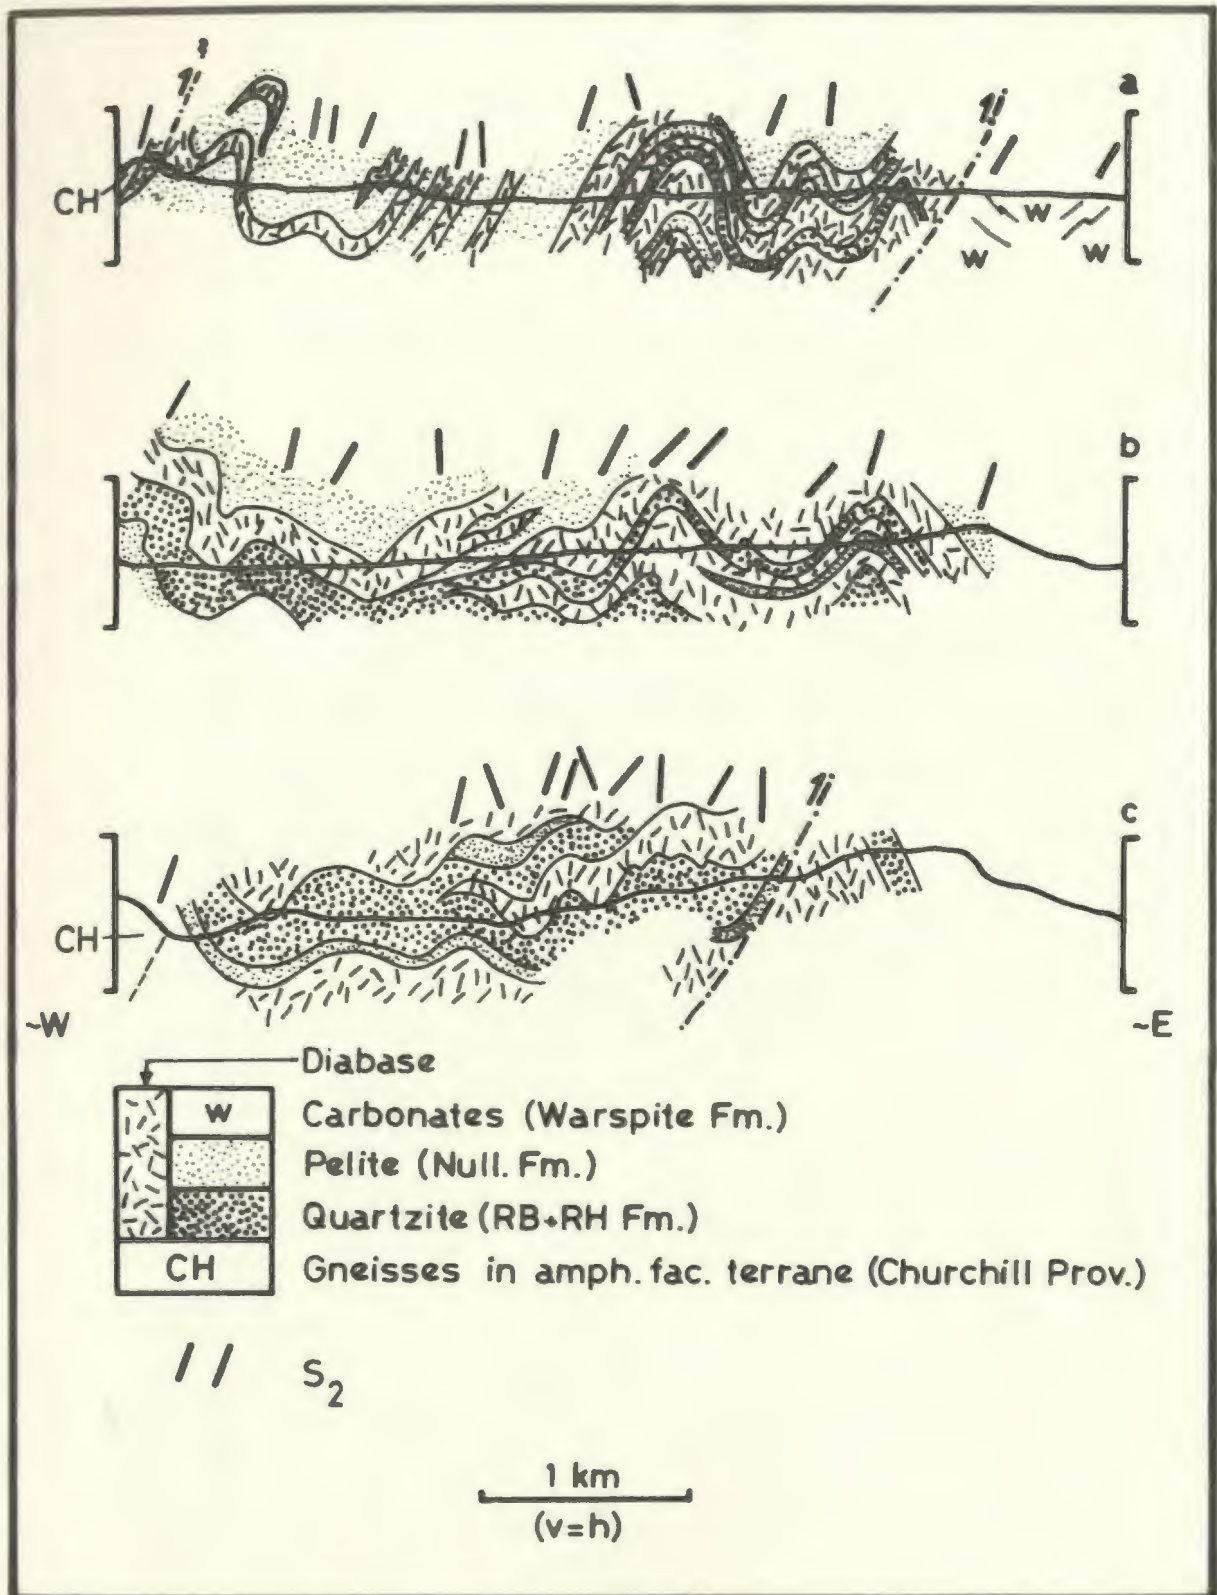 ?
a
CH
W
W
W
b
c
CH
~W
~E
Diabase
W Carbonates (Warspite Fm.)
Pelite (Null. Fm.)
Quartzite (RB+RH Fm.)
CH Gneisses in amph. fac. terrane (Churchill Prov.)
S2
1 km
(v=h)